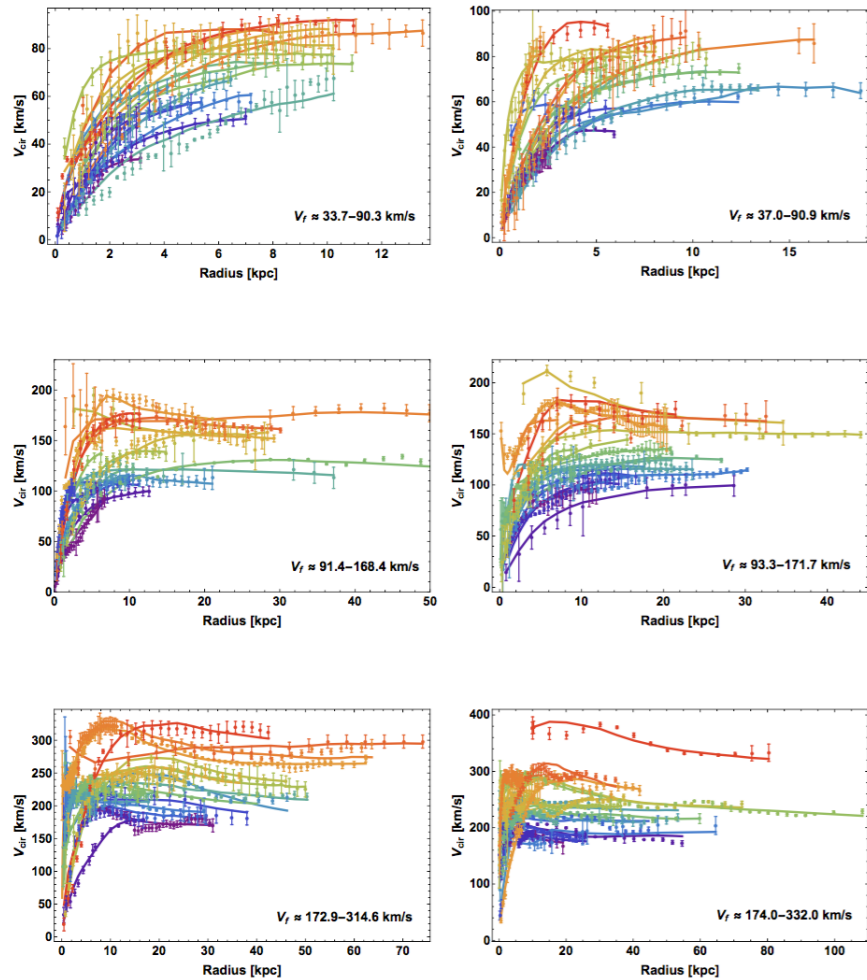 80
60
40
20
0
V_cir [km/s]
V_f ≈ 33.7–90.3 km/s
0 2 4 6 8 10 12
Radius [kpc]
100
80
60
40
20
0
V_cir [km/s]
V_f ≈ 37.0–90.9 km/s
0 5 10 15
Radius [kpc]
200
150
100
50
0
V_cir [km/s]
V_f ≈ 91.4–168.4 km/s
0 10 20 30 40 50
Radius [kpc]
200
150
100
50
0
V_cir [km/s]
V_f ≈ 93.3–171.7 km/s
0 10 20 30 40
Radius [kpc]
300
250
200
150
100
50
0
V_cir [km/s]
V_f ≈ 172.9–314.6 km/s
0 10 20 30 40 50 60 70
Radius [kpc]
400
300
200
100
0
V_cir [km/s]
V_f ≈ 174.0–332.0 km/s
0 20 40 60 80 100
Radius [kpc]